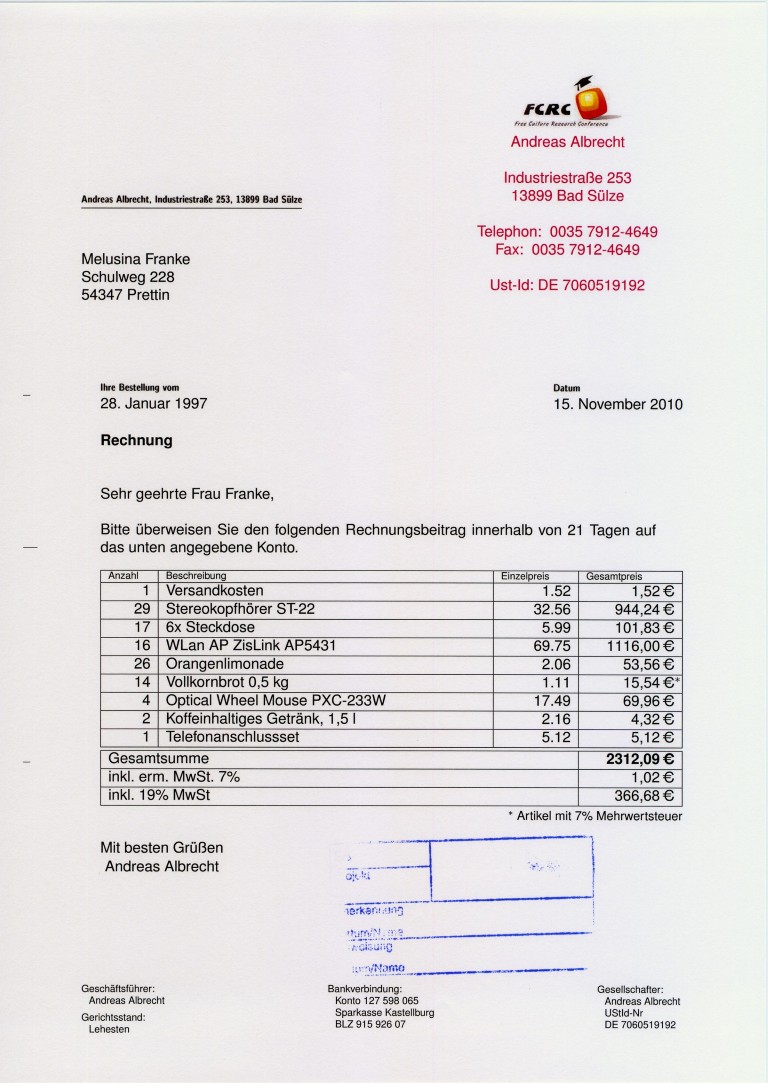 FCRC
Free Culture Research Conference
Andreas Albrecht
Industriestraße 253
13899 Bad Sülze
Andreas Albrecht, Industriestraße 253, 13899 Bad Sülze
Telephon: 0035 7912-4649
Fax: 0035 7912-4649
Melusina Franke
Schulweg 228
54347 Prettin
Ust-Id: DE 7060519192
Ihre Bestellung vom
28. Januar 1997
Datum
15. November 2010
Rechnung
Sehr geehrte Frau Franke,
Bitte überweisen Sie den folgenden Rechnungsbeitrag innerhalb von 21 Tagen auf
das unten angegebene Konto.
Anzahl Beschreibung Einzelpreis Gesamtpreis
1 Versandkosten 1.52 1,52 €
29 Stereokopfhörer ST-22 32.56 944,24 €
17 6x Steckdose 5.99 101,83 €
16 WLan AP ZisLink AP5431 69.75 1116,00 €
26 Orangenlimonade 2.06 53,56 €
14 Vollkornbrot 0,5 kg 1.11 15,54 €*
4 Optical Wheel Mouse PXC-233W 17.49 69,96 €
2 Koffeinhaltiges Getränk, 1,5 l 2.16 4,32 €
1 Telefonanschlussset 5.12 5,12 €
Gesamtsumme 2312,09 €
inkl. erm. MwSt. 7% 1,02 €
inkl. 19% MwSt 366,68 €
* Artikel mit 7% Mehrwertsteuer
Mit besten Grüßen
Andreas Albrecht
Geschäftsführer:
Andreas Albrecht
Gerichtsstand:
Lehesten
Bankverbindung:
Konto 127 598 065
Sparkasse Kastellburg
BLZ 915 926 07
Gesellschafter:
Andreas Albrecht
UStId-Nr
DE 7060519192